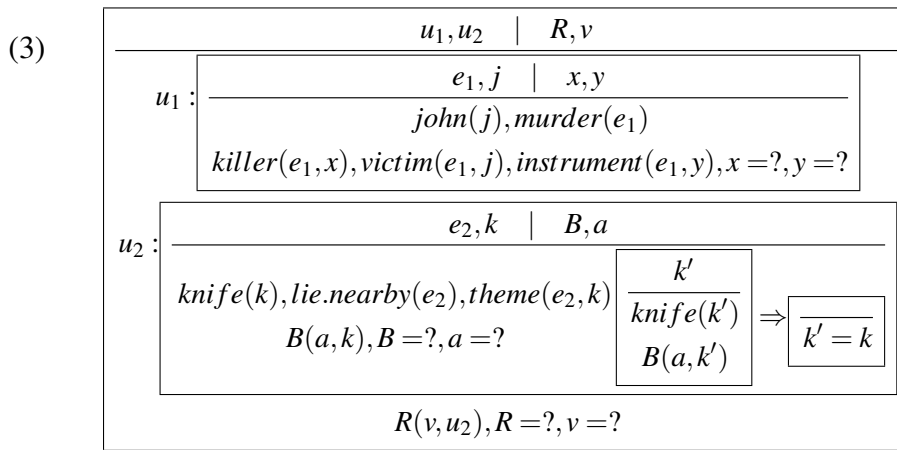 (3)
u₁, u₂ | R, v
u₁ :
e₁, j | x, y
john(j), murder(e₁)
killer(e₁, x), victim(e₁, j), instrument(e₁, y), x =?, y =?
u₂ :
e₂, k | B, a
knife(k), lie.nearby(e₂), theme(e₂, k)
B(a, k), B =?, a =?
k′
knife(k′)
B(a, k′)
⇒
k′ = k
R(v, u₂), R =?, v =?